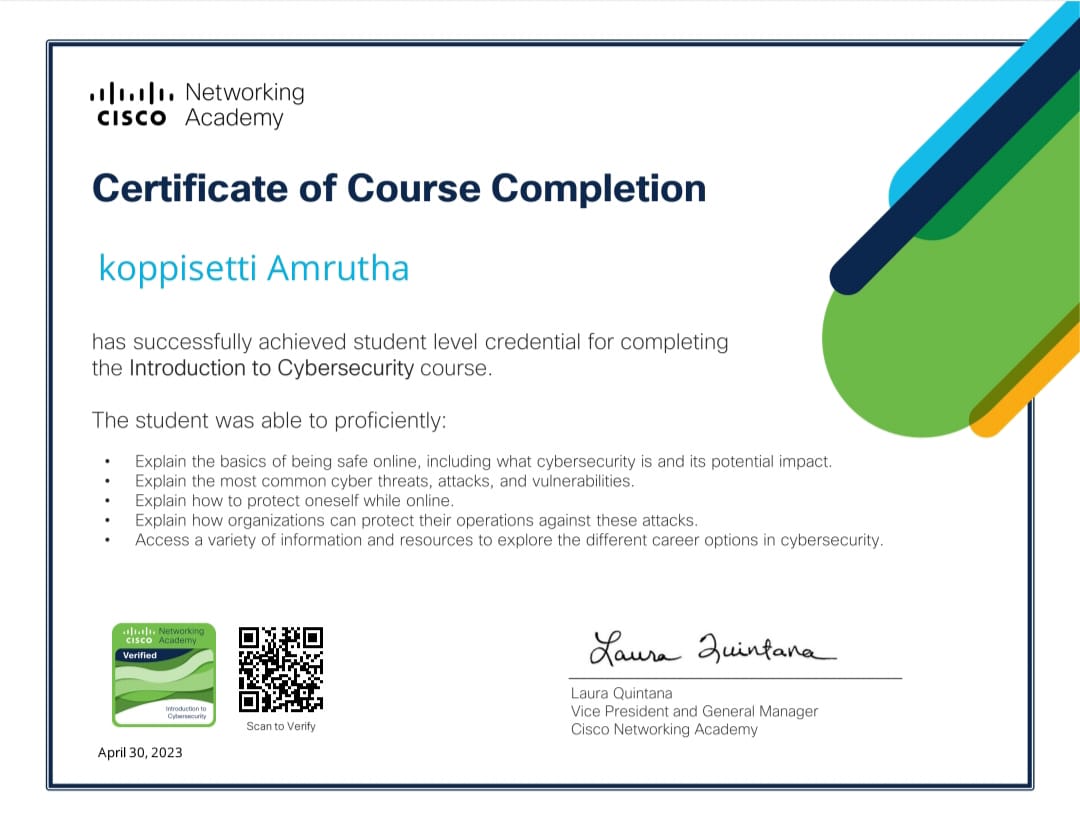 Networking
CISCO Academy
Certificate of Course Completion
koppisetti Amrutha
has successfully achieved student level credential for completing
the Introduction to Cybersecurity course.
The student was able to proficiently:
• Explain the basics of being safe online, including what cybersecurity is and its potential impact.
• Explain the most common cyber threats, attacks, and vulnerabilities.
• Explain how to protect oneself while online.
• Explain how organizations can protect their operations against these attacks.
• Access a variety of information and resources to explore the different career options in cybersecurity.
Networking
CISCO Academy
Verified
Introduction to
Cybersecurity
Scan to Verify
April 30, 2023
Laura Quintana
Laura Quintana
Vice President and General Manager
Cisco Networking Academy